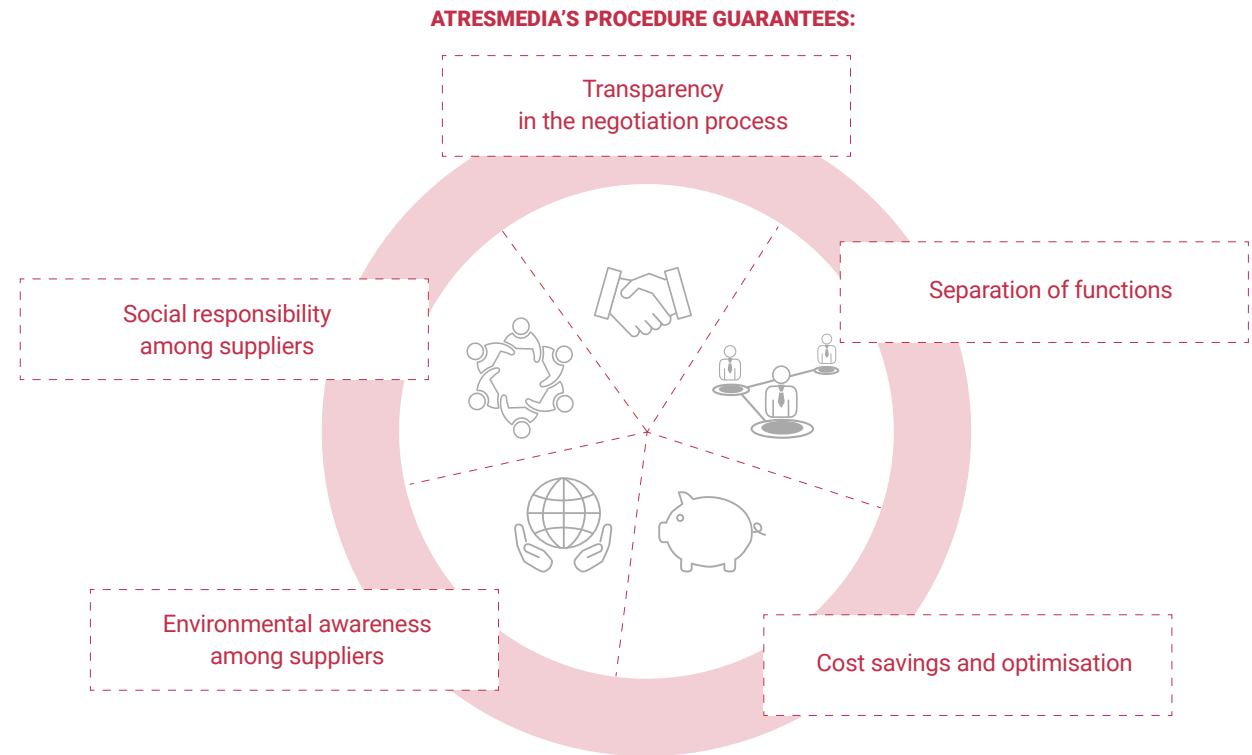 ATRESMEDIA'S PROCEDURE GUARANTEES:
Transparency
in the negotiation process
Separation of functions
Social responsibility
among suppliers
Environmental awareness
among suppliers
Cost savings and optimisation